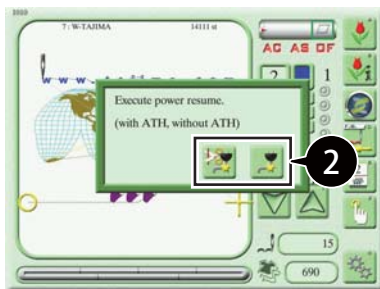 1010
7 : W-TAJIMA 14111 st
AC AS OF
2 1
Execute power resume.
(with ATH, without ATH)
2
15
690